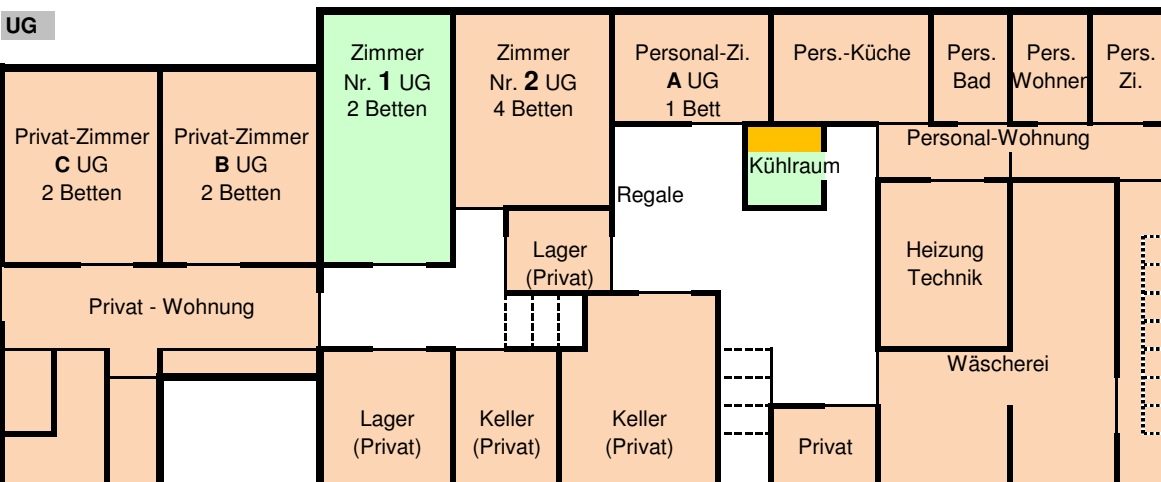 UG
Zimmer
Nr. 1 UG
2 Betten
Zimmer
Nr. 2 UG
4 Betten
Personal-Zi.
A UG
1 Bett
Pers.-Küche
Pers.
Bad
Pers.
Wohnen
Pers.
Zi.
Privat-Zimmer
C UG
2 Betten
Privat-Zimmer
B UG
2 Betten
Personal-Wohnung
Kühlraum
Regale
Lager
(Privat)
Heizung
Technik
Privat - Wohnung
Wäscherei
Lager
(Privat)
Keller
(Privat)
Keller
(Privat)
Privat